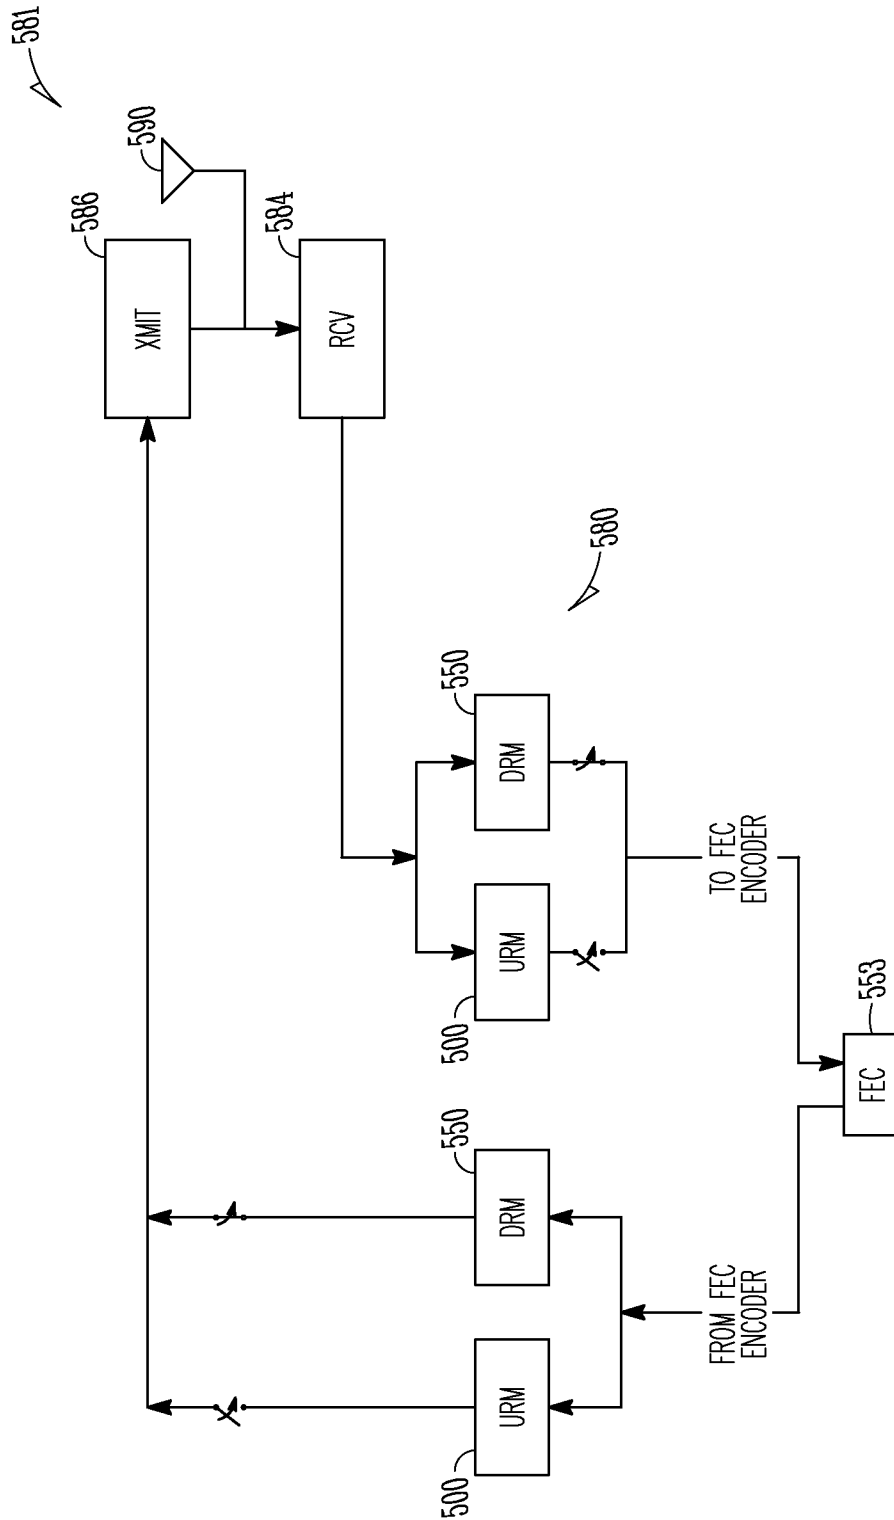 581
586
590
XMIT
584
RCV
580
550
DRM
500
URM
TO FEC
ENCODER
553
FEC
550
DRM
500
URM
FROM FEC
ENCODER